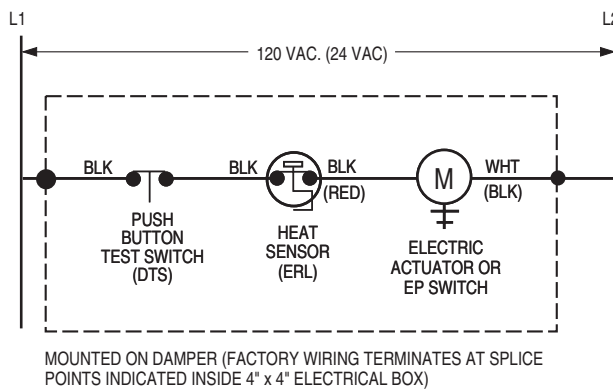 L1
L2
120 VAC. (24 VAC)
BLK
BLK
BLK
(RED)
M
WHT
(BLK)
PUSH
BUTTON
TEST SWITCH
(DTS)
HEAT
SENSOR
(ERL)
ELECTRIC
ACTUATOR OR
EP SWITCH
MOUNTED ON DAMPER (FACTORY WIRING TERMINATES AT SPLICE
POINTS INDICATED INSIDE 4" x 4" ELECTRICAL BOX)